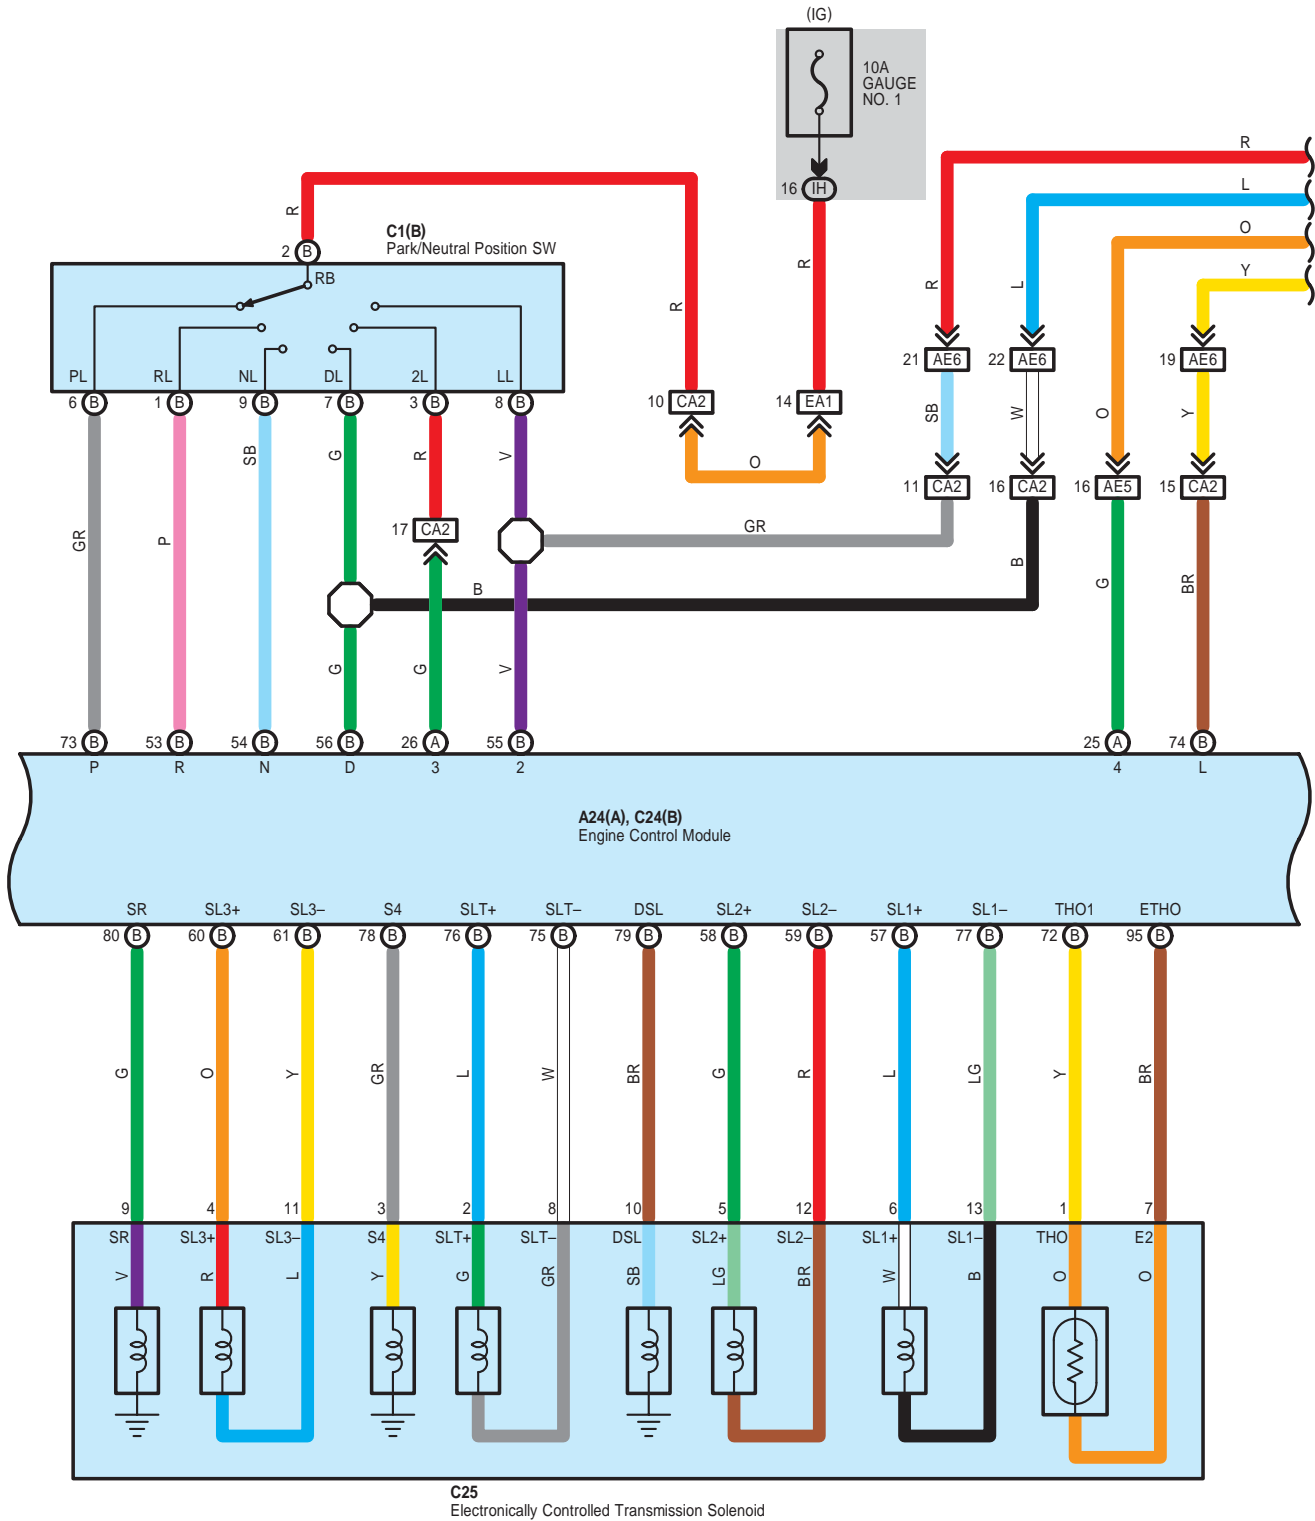 (IG)
10A
GAUGE
NO. 1
16 IH
R
L
O
Y
R
C1(B)
Park/Neutral Position SW
2 B
RB
R
R
R
L
21 AE6
22 AE6
19 AE6
PL RL NL DL 2L LL
6 B 1 B 9 B 7 B 3 B 8 B
10 CA2
14 EA1
SB
W
O
Y
SB
G
R
V
O
11 CA2
16 CA2
16 AE5
15 CA2
17 CA2
GR
GR
P
B
G
BR
B
G
G
V
73 B 53 B 54 B 56 B 26 A 55 B 25 A 74 B
P R N D 3 2 4 L
A24(A), C24(B)
Engine Control Module
SR SL3+ SL3– S4 SLT+ SLT– DSL SL2+ SL2– SL1+ SL1– THO1 ETHO
80 B 60 B 61 B 78 B 76 B 75 B 79 B 58 B 59 B 57 B 77 B 72 B 95 B
G O Y GR L W BR G R L LG Y BR
9 4 11 3 2 8 10 5 12 6 13 1 7
SR SL3+ SL3– S4 SLT+ SLT– DSL SL2+ SL2– SL1+ SL1– THO E2
V R L Y G GR SB LG BR W B O O
C25
Electronically Controlled Transmission Solenoid